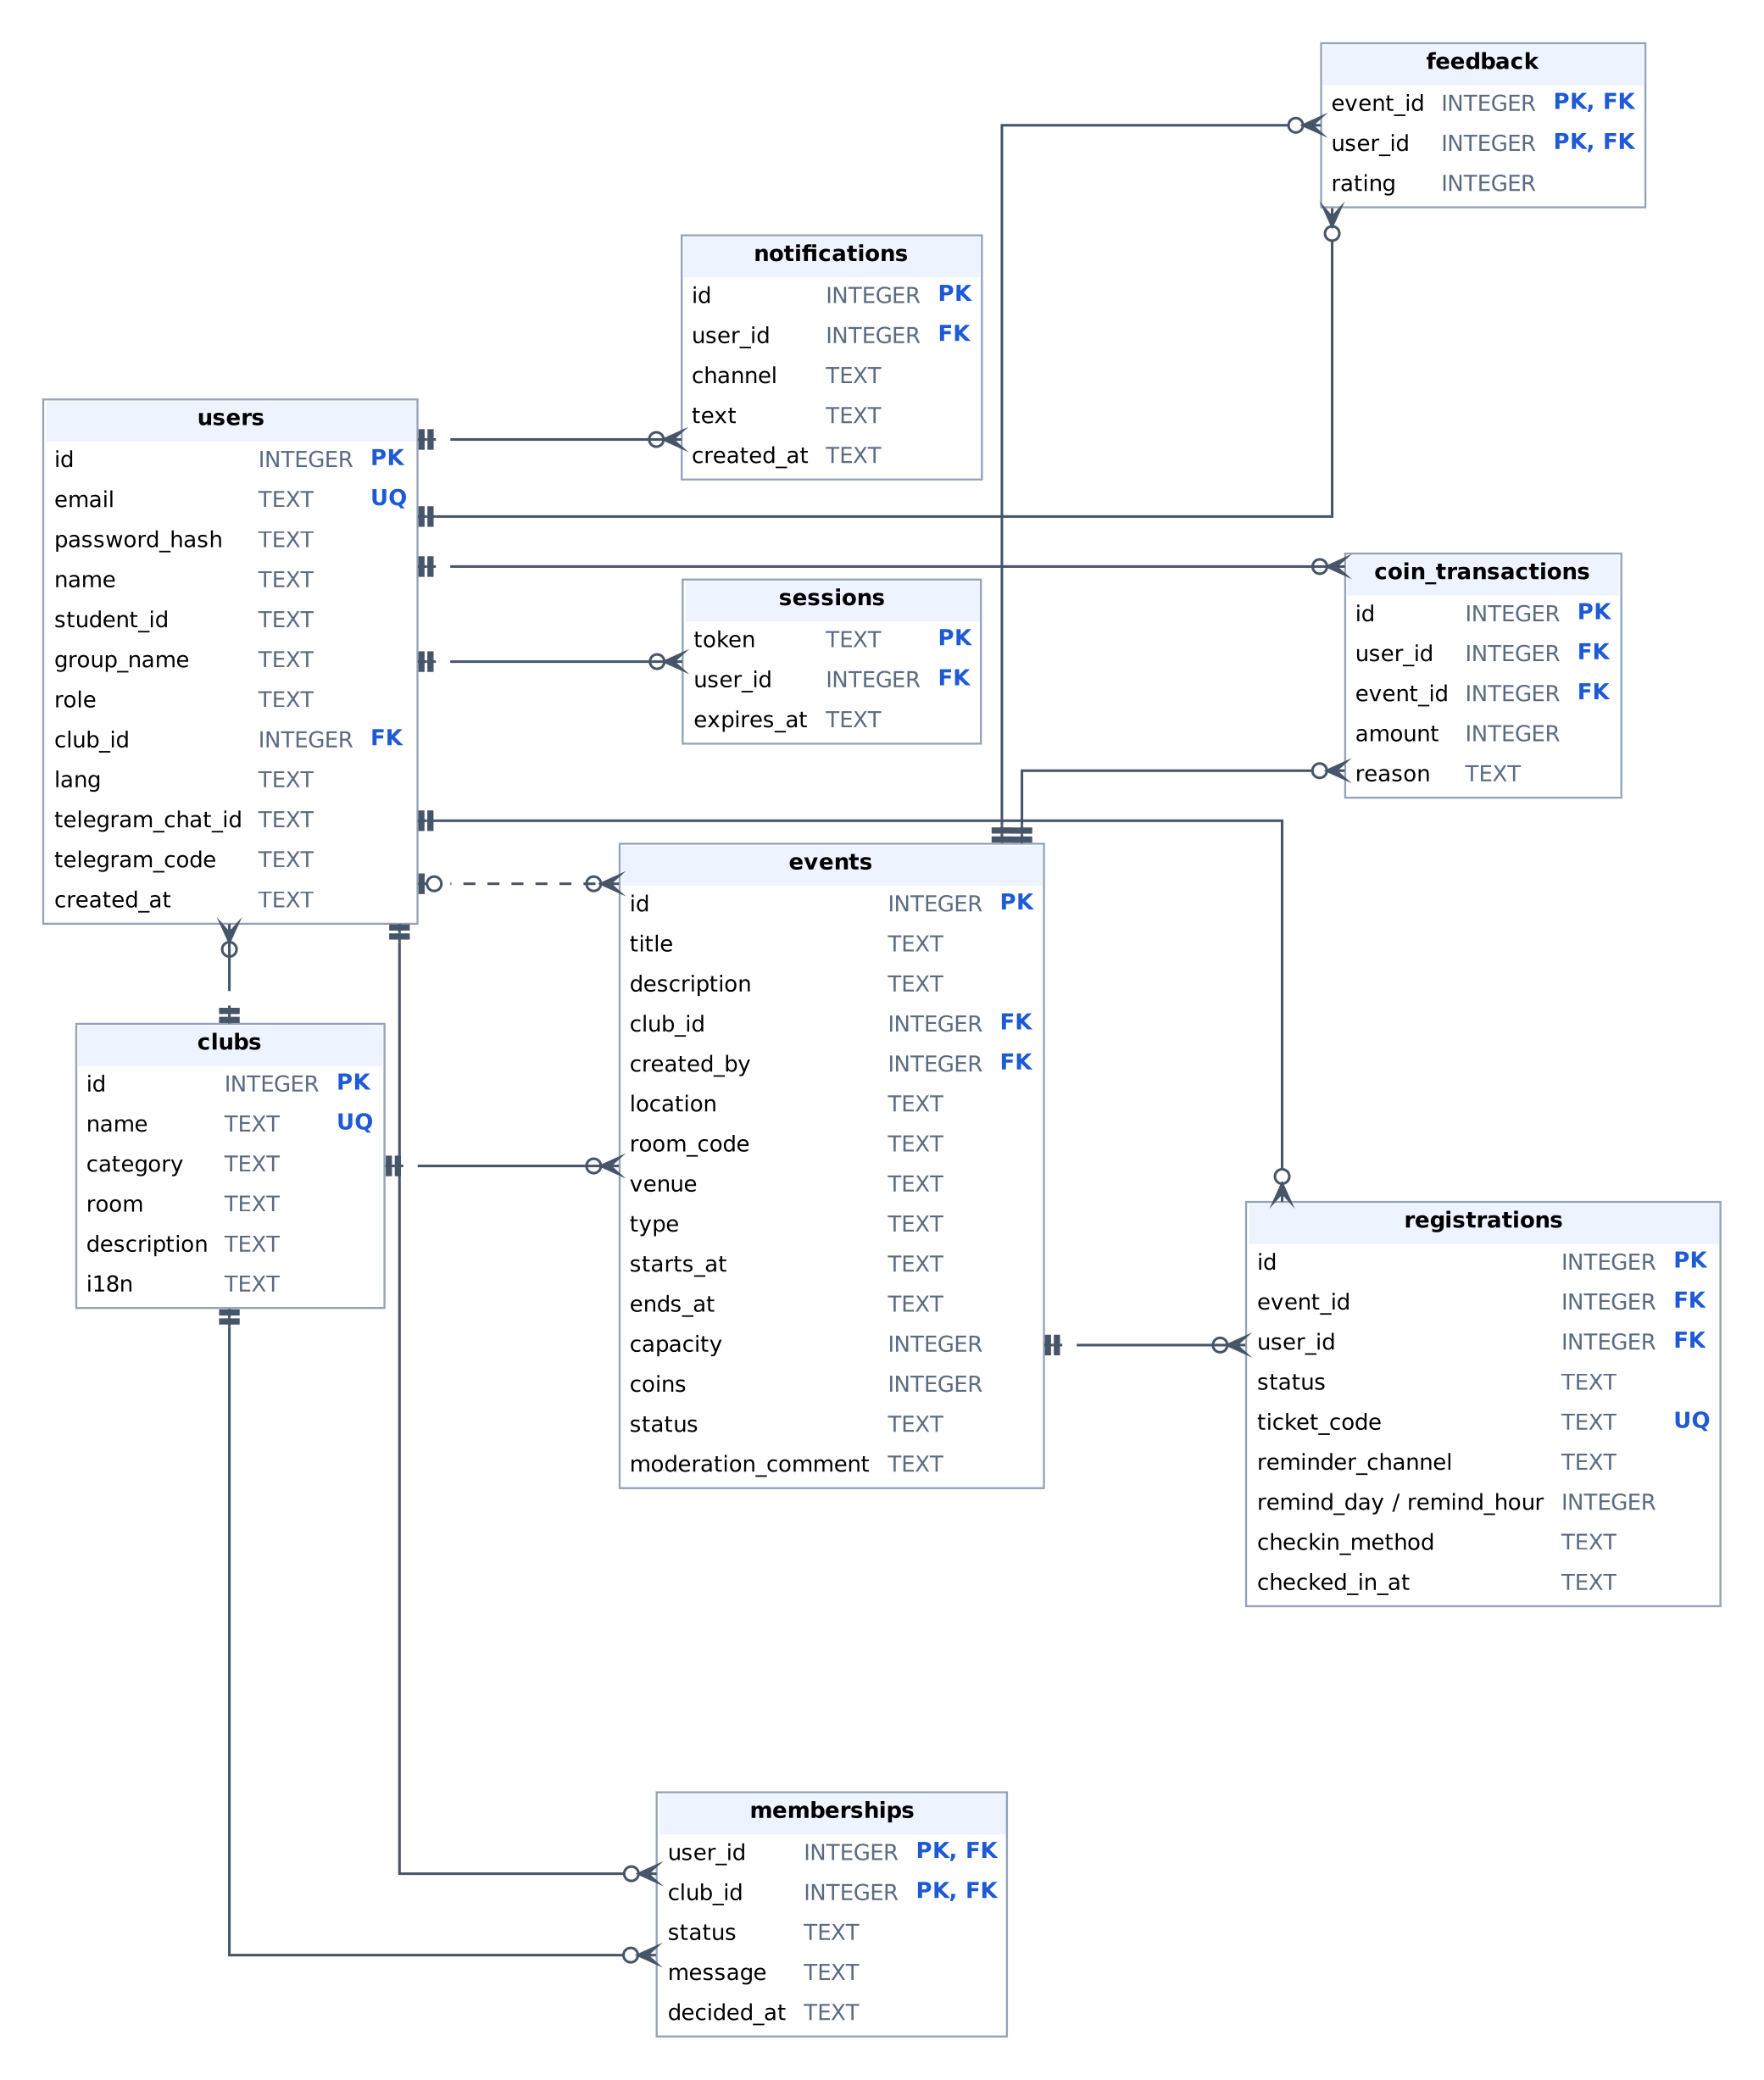 feedback
event_id INTEGER PK, FK
user_id INTEGER PK, FK
rating INTEGER
notifications
id INTEGER PK
user_id INTEGER FK
channel TEXT
text TEXT
created_at TEXT
users
id INTEGER PK
email TEXT UQ
password_hash TEXT
name TEXT
student_id TEXT
group_name TEXT
role TEXT
club_id INTEGER FK
lang TEXT
telegram_chat_id TEXT
telegram_code TEXT
created_at TEXT
coin_transactions
id INTEGER PK
user_id INTEGER FK
event_id INTEGER FK
amount INTEGER
reason TEXT
sessions
token TEXT PK
user_id INTEGER FK
expires_at TEXT
events
id INTEGER PK
title TEXT
description TEXT
club_id INTEGER FK
created_by INTEGER FK
location TEXT
room_code TEXT
venue TEXT
type TEXT
starts_at TEXT
ends_at TEXT
capacity INTEGER
coins INTEGER
status TEXT
moderation_comment TEXT
clubs
id INTEGER PK
name TEXT UQ
category TEXT
room TEXT
description TEXT
i18n TEXT
registrations
id INTEGER PK
event_id INTEGER FK
user_id INTEGER FK
status TEXT
ticket_code TEXT UQ
reminder_channel TEXT
remind_day / remind_hour INTEGER
checkin_method TEXT
checked_in_at TEXT
memberships
user_id INTEGER PK, FK
club_id INTEGER PK, FK
status TEXT
message TEXT
decided_at TEXT